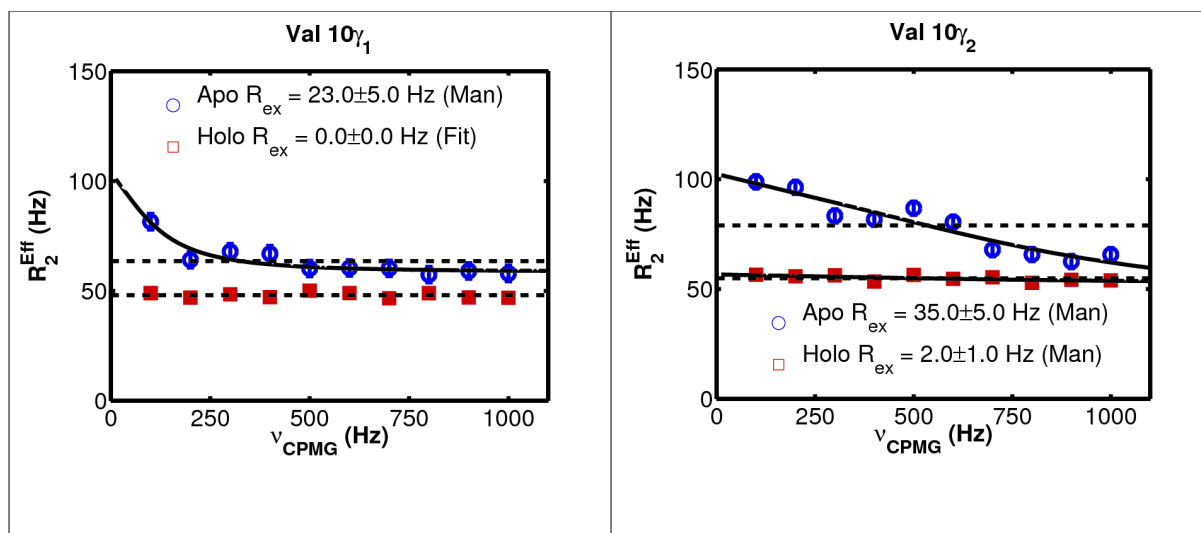 Val 10γ1
150
100
50
0
R2Eff (Hz)
Apo Rex = 23.0±5.0 Hz (Man)
Holo Rex = 0.0±0.0 Hz (Fit)
0 250 500 750 1000
νCPMG (Hz)
Val 10γ2
150
100
50
0
R2Eff (Hz)
Apo Rex = 35.0±5.0 Hz (Man)
Holo Rex = 2.0±1.0 Hz (Man)
0 250 500 750 1000
νCPMG (Hz)